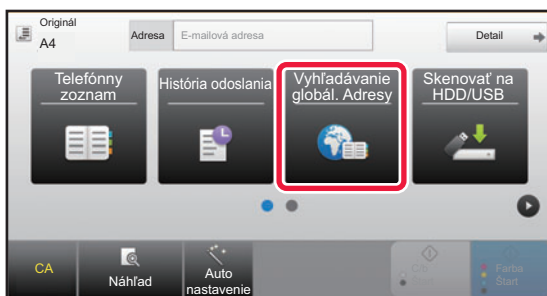 Originál
A4
Adresa
E-mailová adresa
Detail
Telefónny
zoznam
História odoslania
Vyhľadávanie
globál. Adresy
Skenovať na
HDD/USB
CA
Náhľad
Auto
nastavenie
Farba
Štart